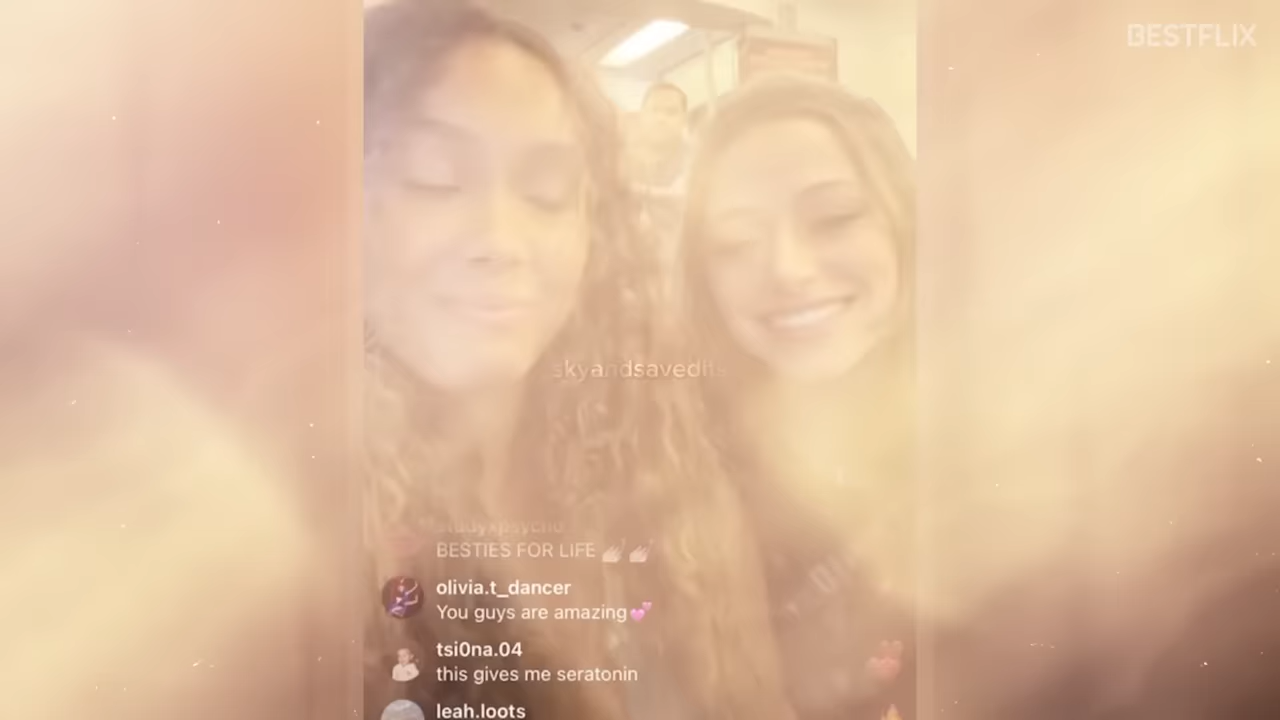 BESTFLIX
skyandsavedits
studyxpsycho
BESTIES FOR LIFE 💅🏻 💅🏻
olivia.t_dancer
You guys are amazing💞
tsi0na.04
this gives me seratonin
leah.loots